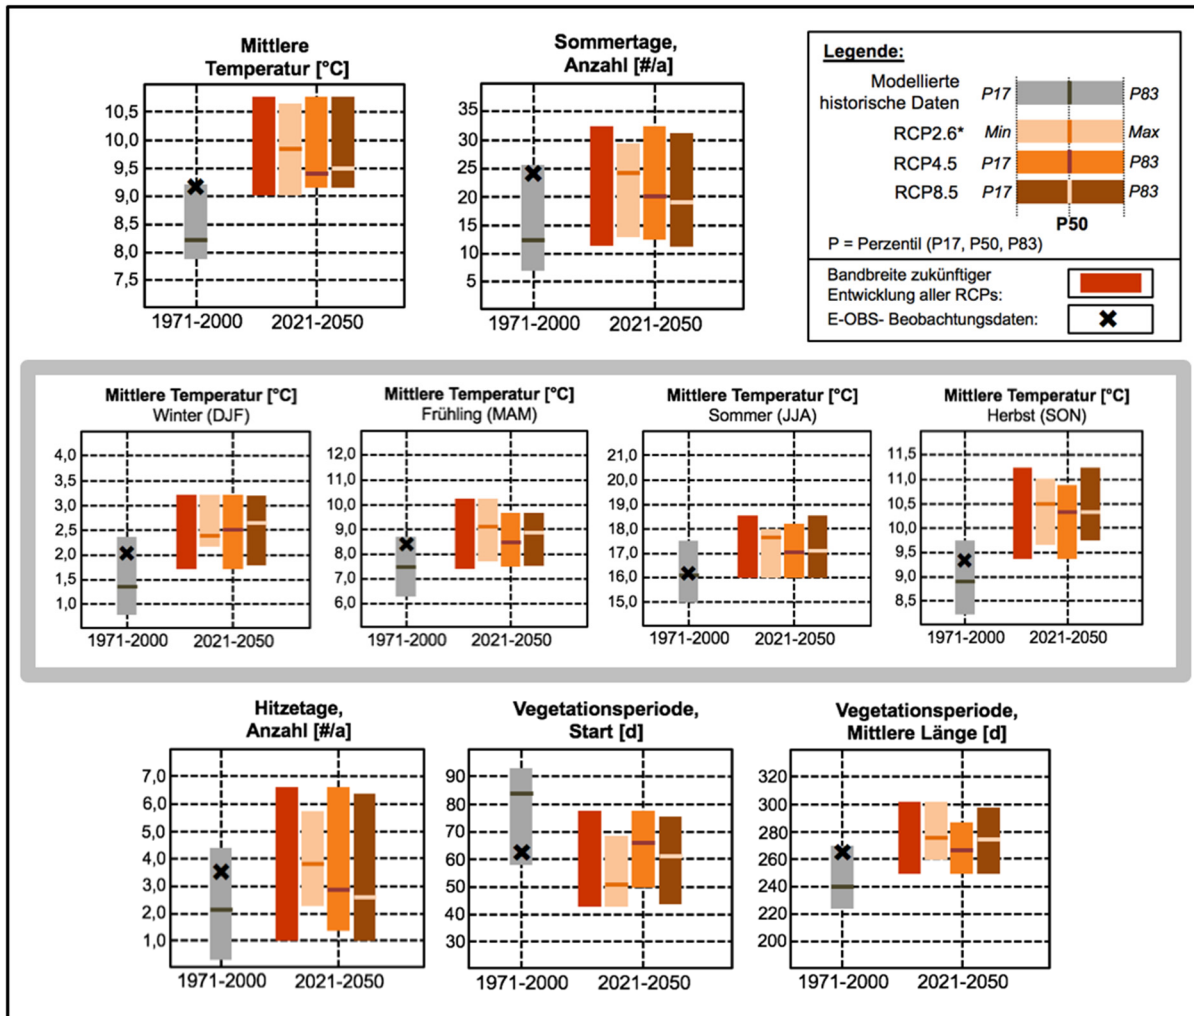 Mittlere
Temperatur [°C]
10,5
10,0
9,5
9,0
8,5
8,0
7,5
1971-2000
2021-2050
Sommertage,
Anzahl [#/a]
35
30
25
20
15
10
5
1971-2000
2021-2050
Legende:
Modellierte
historische Daten
P17
P83
RCP2.6*
Min
Max
RCP4.5
P17
P83
RCP8.5
P17
P83
P50
P = Perzentil (P17, P50, P83)
Bandbreite zukünftiger
Entwicklung aller RCPs:
E-OBS- Beobachtungsdaten:
Mittlere Temperatur [°C]
Winter (DJF)
4,0
3,5
3,0
2,5
2,0
1,5
1,0
1971-2000
2021-2050
Mittlere Temperatur [°C]
Frühling (MAM)
12,0
11,0
10,0
9,0
8,0
7,0
6,0
1971-2000
2021-2050
Mittlere Temperatur [°C]
Sommer (JJA)
21,0
20,0
19,0
18,0
17,0
16,0
15,0
1971-2000
2021-2050
Mittlere Temperatur [°C]
Herbst (SON)
11,5
11,0
10,5
10,0
9,5
9,0
8,5
1971-2000
2021-2050
Hitzetage,
Anzahl [#/a]
7,0
6,0
5,0
4,0
3,0
2,0
1,0
1971-2000
2021-2050
Vegetationsperiode,
Start [d]
90
80
70
60
50
40
30
1971-2000
2021-2050
Vegetationsperiode,
Mittlere Länge [d]
320
300
280
260
240
220
200
1971-2000
2021-2050